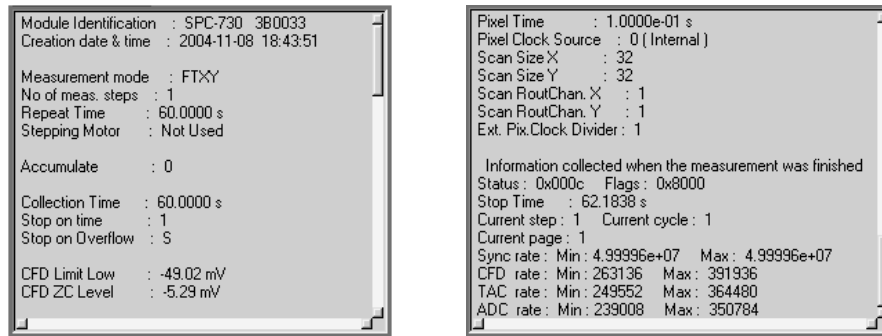 Module Identification : SPC-730 3B0033
Creation date & time : 2004-11-08 18:43:51
Measurement mode : FTXY
No of meas. steps : 1
Repeat Time : 60.0000 s
Stepping Motor : Not Used
Accumulate : 0
Collection Time : 60.0000 s
Stop on time : 1
Stop on Overflow : S
CFD Limit Low : -49.02 mV
CFD ZC Level : -5.29 mV
Pixel Time : 1.0000e-01 s
Pixel Clock Source : 0 ( Internal )
Scan Size X : 32
Scan Size Y : 32
Scan RoutChan. X : 1
Scan RoutChan. Y : 1
Ext. Pix.Clock Divider : 1
Information collected when the measurement was finished
Status : 0x000c Flags : 0x8000
Stop Time : 62.1838 s
Current step : 1 Current cycle : 1
Current page : 1
Sync rate : Min : 4.99996e+07 Max : 4.99996e+07
CFD rate : Min : 263136 Max : 391936
TAC rate : Min : 249552 Max : 364480
ADC rate : Min : 239008 Max : 350784